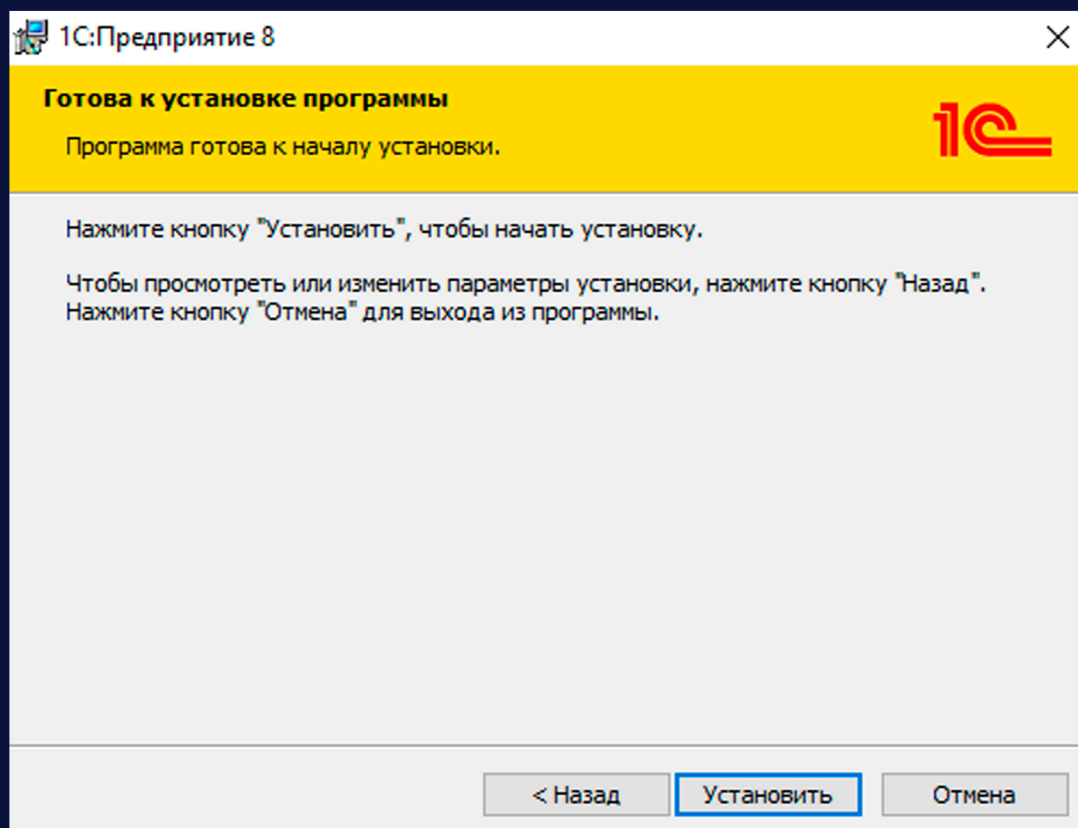 1С:Предприятие 8
Готова к установке программы
Программа готова к началу установки.
1С
Нажмите кнопку "Установить", чтобы начать установку.
Чтобы просмотреть или изменить параметры установки, нажмите кнопку "Назад".
Нажмите кнопку "Отмена" для выхода из программы.
< Назад
Установить
Отмена